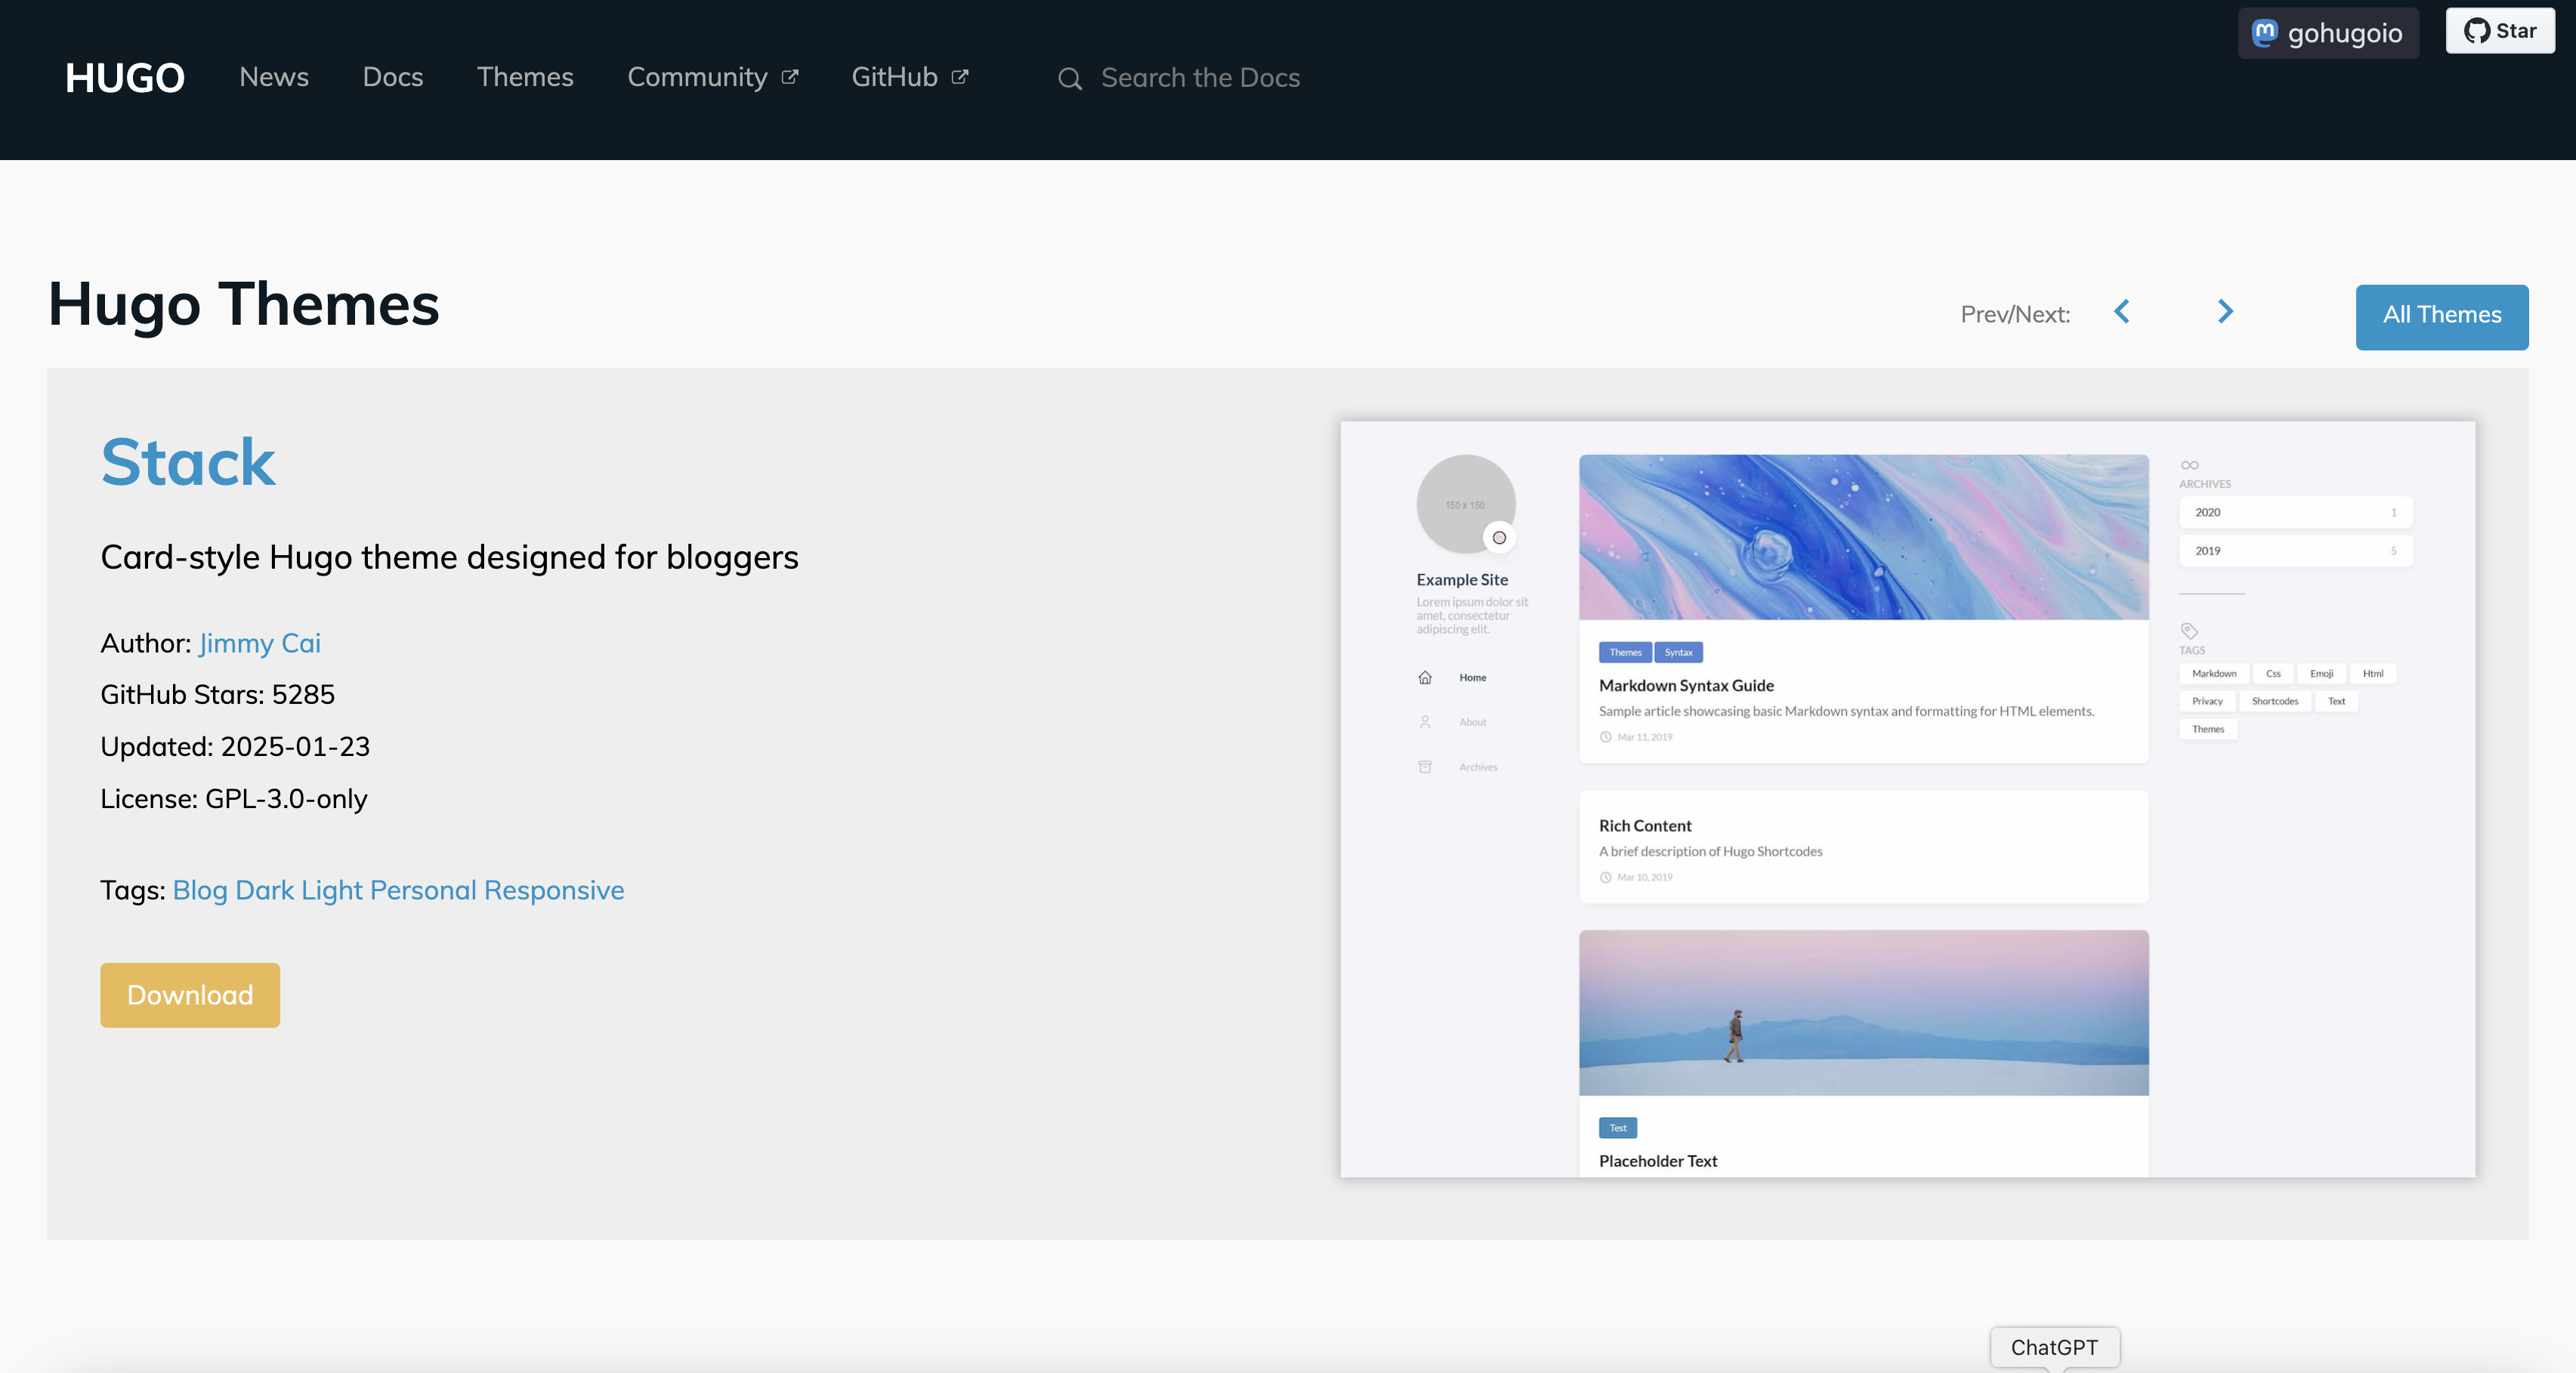 gohugoio
Star
HUGO News Docs Themes Community GitHub Search the Docs
Hugo Themes
Prev/Next:
All Themes
Stack
Card-style Hugo theme designed for bloggers
Author: Jimmy Cai
GitHub Stars: 5285
Updated: 2025-01-23
License: GPL-3.0-only
Tags: Blog Dark Light Personal Responsive
Download
150 x 150
Example Site
Lorem ipsum dolor sit
amet, consectetur
adipiscing elit.
Home
About
Archives
Themes Syntax
Markdown Syntax Guide
Sample article showcasing basic Markdown syntax and formatting for HTML elements.
Mar 11, 2019
Rich Content
A brief description of Hugo Shortcodes
Mar 10, 2019
Test
Placeholder Text
ARCHIVES
2020 1
2019 5
TAGS
Markdown Css Emoji Html
Privacy Shortcodes Text
Themes
ChatGPT